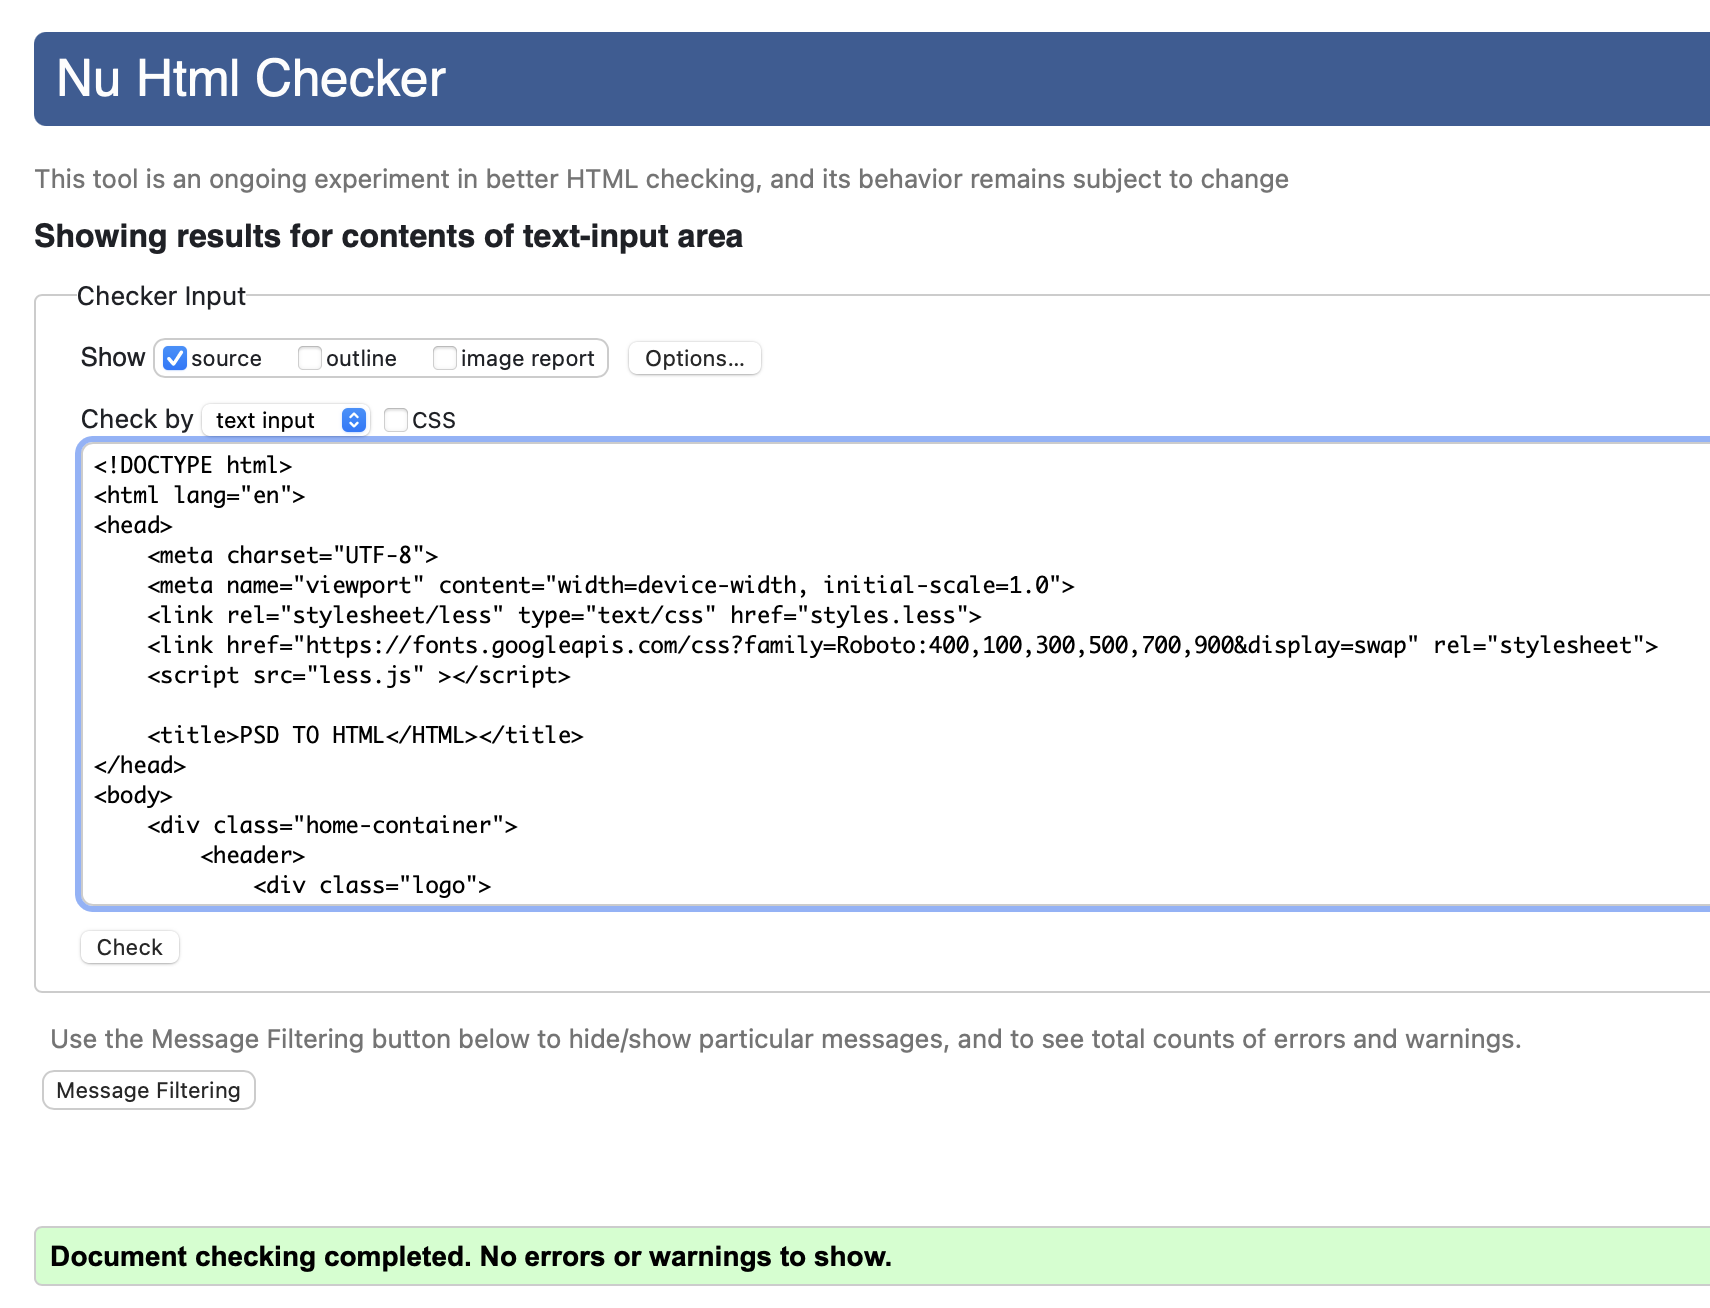 Nu Html Checker
This tool is an ongoing experiment in better HTML checking, and its behavior remains subject to change
Showing results for contents of text-input area
Checker Input
Show source outline image report Options...
Check by text input CSS
<!DOCTYPE html>
<html lang="en">
<head>
    <meta charset="UTF-8">
    <meta name="viewport" content="width=device-width, initial-scale=1.0">
    <link rel="stylesheet/less" type="text/css" href="styles.less">
    <link href="https://fonts.googleapis.com/css?family=Roboto:400,100,300,500,700,900&display=swap" rel="stylesheet">
    <script src="less.js" ></script>
    <title>PSD TO HTML</HTML></title>
</head>
<body>
    <div class="home-container">
        <header>
            <div class="logo">
Check
Use the Message Filtering button below to hide/show particular messages, and to see total counts of errors and warnings.
Message Filtering
Document checking completed. No errors or warnings to show.